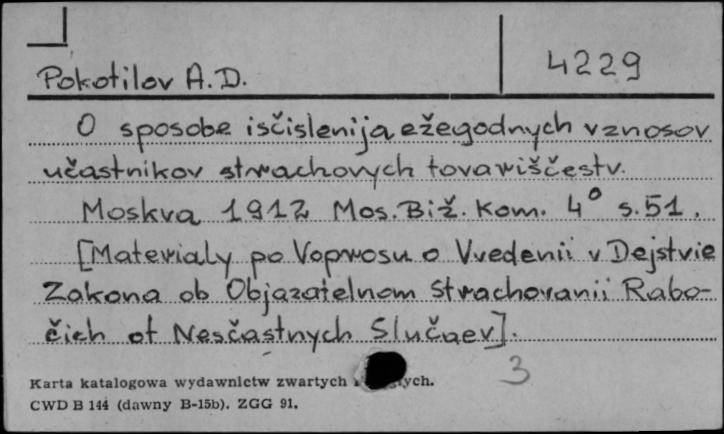 4229
Pokotilov A.D.
O sposobe isčislenija ežegodnych vznosov
učastnikov strachovych tovariščestv.
Moskva 1912 Mos. Biž. Kom. 4° s. 51.
[Materialy po Voprosu o Vvedenii v Dejstvie
Zakona ob Objazatelnom Strachovanii Rabo-
čich ot Nesčastnych Slučaev].
3
Karta katalogowa wydawnictw zwartych
CWD B 144 (dawny B-15b). ZGG 91.